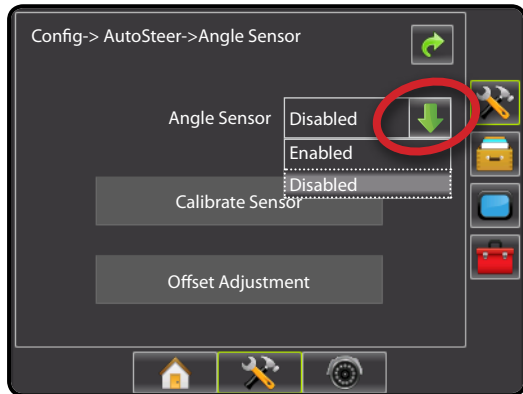 Config-> AutoSteer->Angle Sensor
Angle Sensor Disabled
Enabled
Disabled
Calibrate Sensor
Offset Adjustment